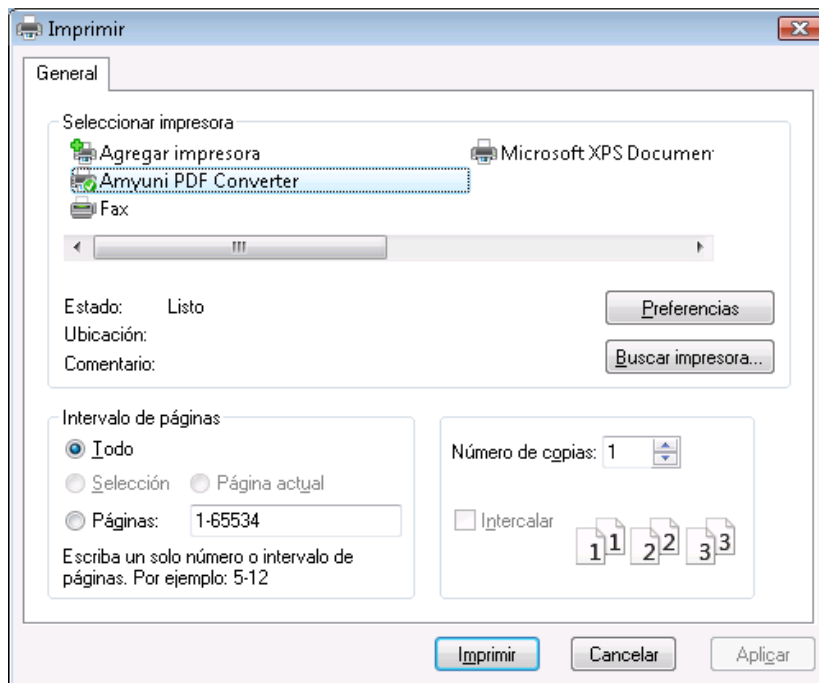 Imprimir
General
Seleccionar impresora
Agregar impresora
Microsoft XPS Documen
Amyuni PDF Converter
Fax
Estado: Listo
Preferencias
Ubicación:
Comentario:
Buscar impresora...
Intervalo de páginas
Todo
Número de copias: 1
Selección Página actual
Páginas: 1-65534
Intercalar
1 1 2 2 3 3
Escriba un solo número o intervalo de
páginas. Por ejemplo: 5-12
Imprimir Cancelar Aplicar